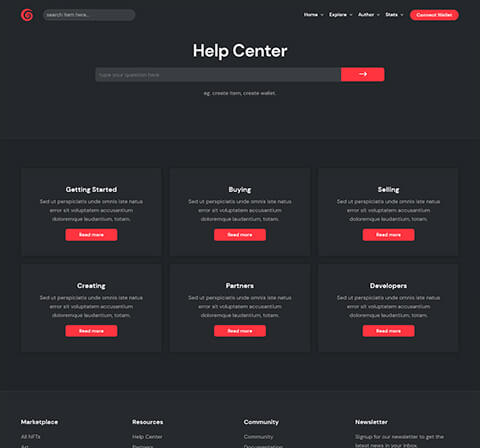 search item here...
Home Explore Author Stats Connect Wallet
Help Center
type your question here
eg. create item, create wallet.
Getting Started
Sed ut perspiciatis unde omnis iste natus
error sit voluptatem accusantium
doloremque laudantium, totam.
Read more
Buying
Sed ut perspiciatis unde omnis iste natus
error sit voluptatem accusantium
doloremque laudantium, totam.
Read more
Selling
Sed ut perspiciatis unde omnis iste natus
error sit voluptatem accusantium
doloremque laudantium, totam.
Read more
Creating
Sed ut perspiciatis unde omnis iste natus
error sit voluptatem accusantium
doloremque laudantium, totam.
Read more
Partners
Sed ut perspiciatis unde omnis iste natus
error sit voluptatem accusantium
doloremque laudantium, totam.
Read more
Developers
Sed ut perspiciatis unde omnis iste natus
error sit voluptatem accusantium
doloremque laudantium, totam.
Read more
Marketplace
All NFTs
Art
Resources
Help Center
Partners
Community
Community
Documentation
Newsletter
Signup for our newsletter to get the
latest news in your inbox.